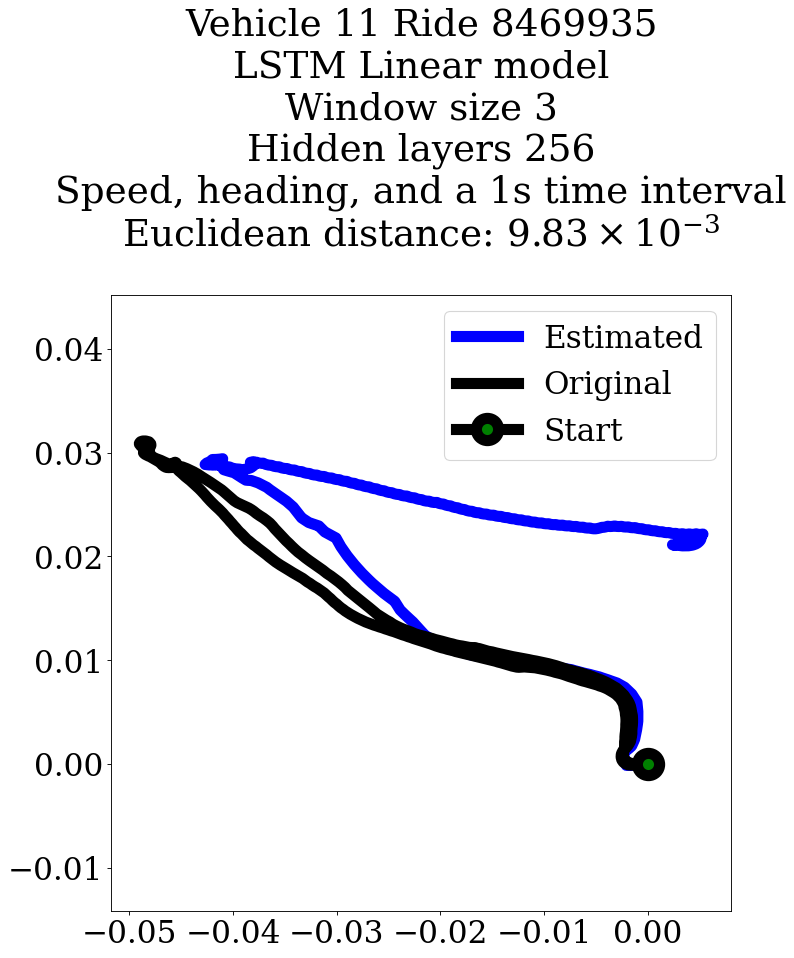 Vehicle 11 Ride 8469935
LSTM Linear model
Window size 3
Hidden layers 256
Speed, heading, and a 1s time interval
Euclidean distance: 9.83 × 10⁻³
Estimated
Original
Start
0.04
0.03
0.02
0.01
0.00
−0.01
−0.05 −0.04 −0.03 −0.02 −0.01 0.00